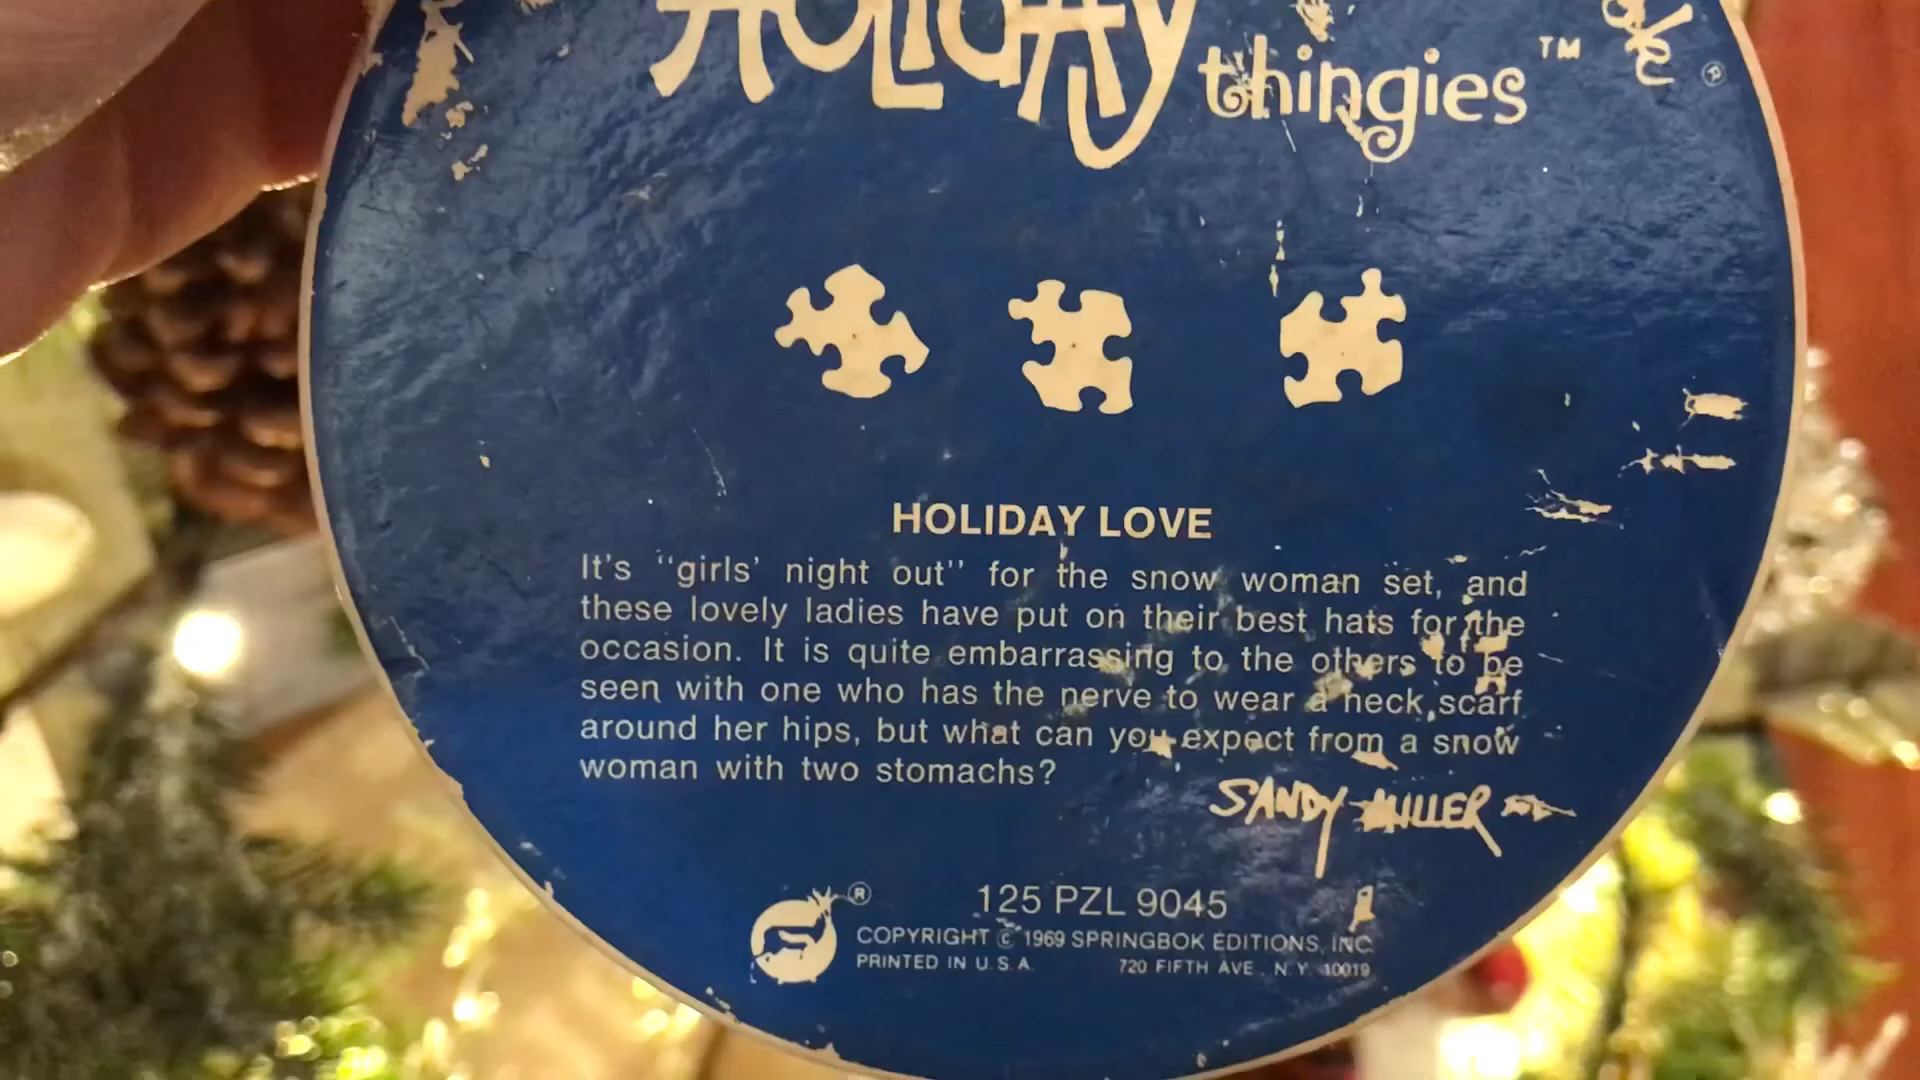 HOLIDAY
thingies™
®
HOLIDAY LOVE
It's "girls' night out" for the snow woman set, and
these lovely ladies have put on their best hats for the
occasion. It is quite embarrassing to the others to be
seen with one who has the nerve to wear a neck scarf
around her hips, but what can you expect from a snow
woman with two stomachs?
SANDY MILLER
®
125 PZL 9045
COPYRIGHT © 1969 SPRINGBOK EDITIONS, INC.
PRINTED IN U.S.A. 720 FIFTH AVE., N.Y. 10019